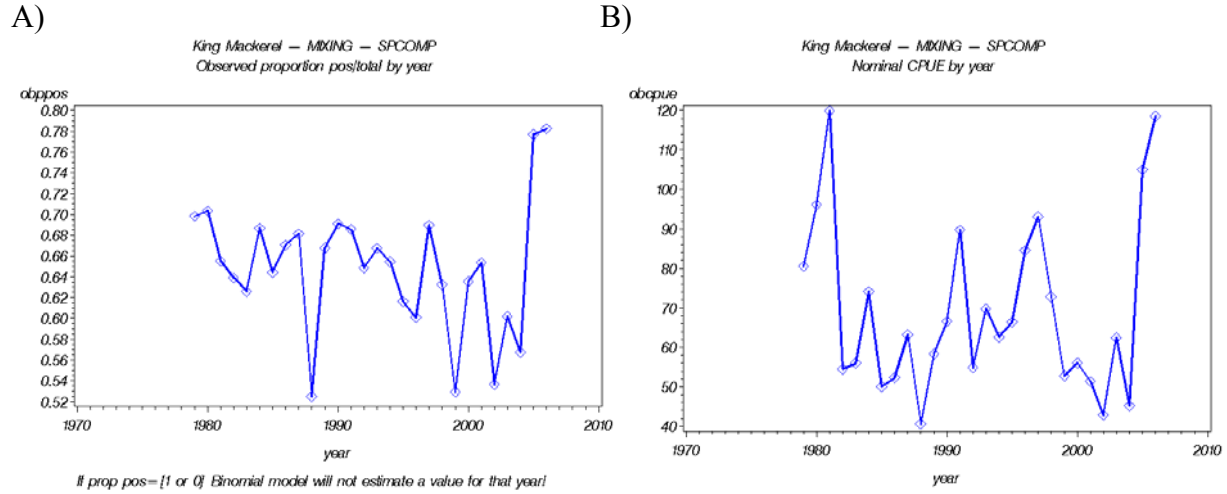 A)
King Mackerel — MIXING — SPCOMP
Observed proportion pos/total by year
obppos
0.80
0.78
0.76
0.74
0.72
0.70
0.68
0.66
0.64
0.62
0.60
0.58
0.56
0.54
0.52
1970 1980 1990 2000 2010
year
If prop pos=[1 or 0] Binomial model will not estimate a value for that year!
B)
King Mackerel — MIXING — SPCOMP
Nominal CPUE by year
obcpue
120
110
100
90
80
70
60
50
40
1970 1980 1990 2000 2010
year